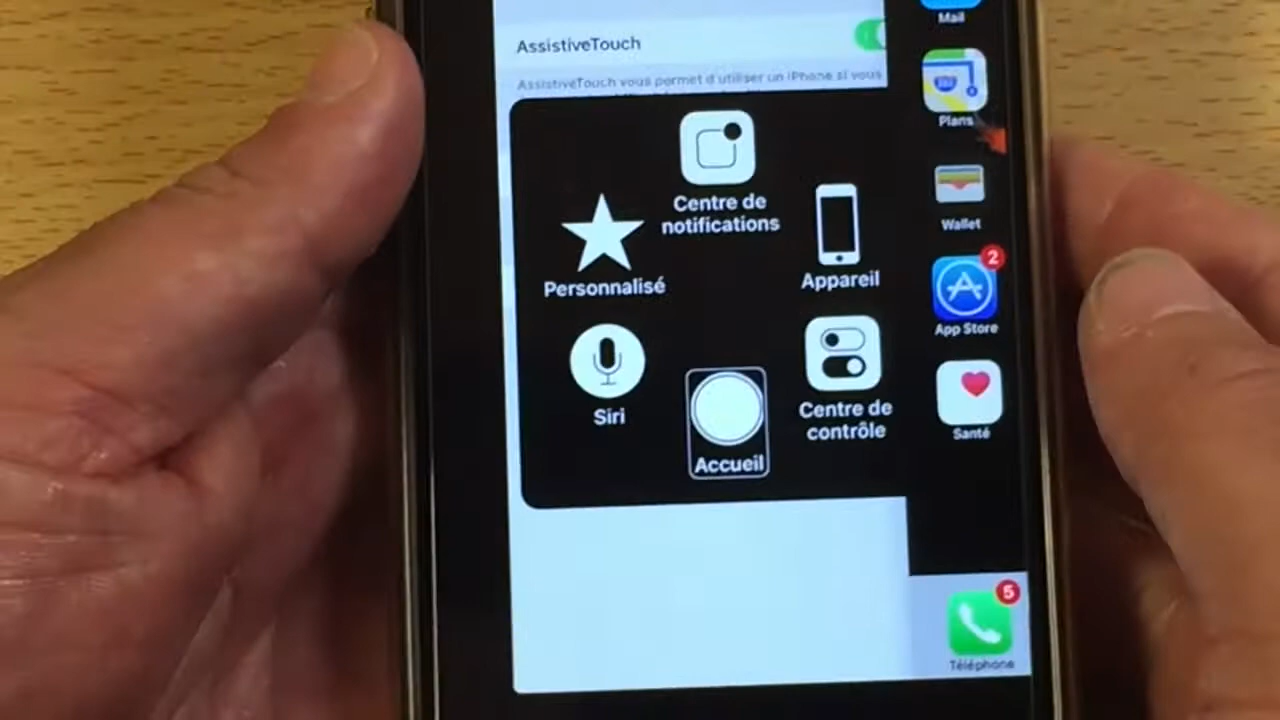 Mail
AssistiveTouch
AssistiveTouch vous permet d'utiliser un iPhone si vous
Plans
Centre de
notifications
Wallet
Personnalisé
Appareil
2
App Store
Siri
Centre de
contrôle
Santé
Accueil
5
Téléphone